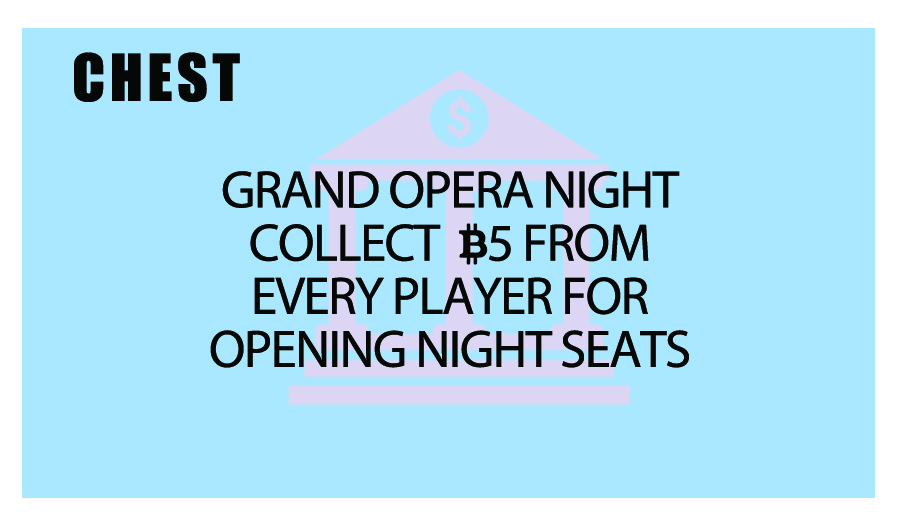 CHEST
$
GRAND OPERA NIGHT
COLLECT ₿5 FROM
EVERY PLAYER FOR
OPENING NIGHT SEATS